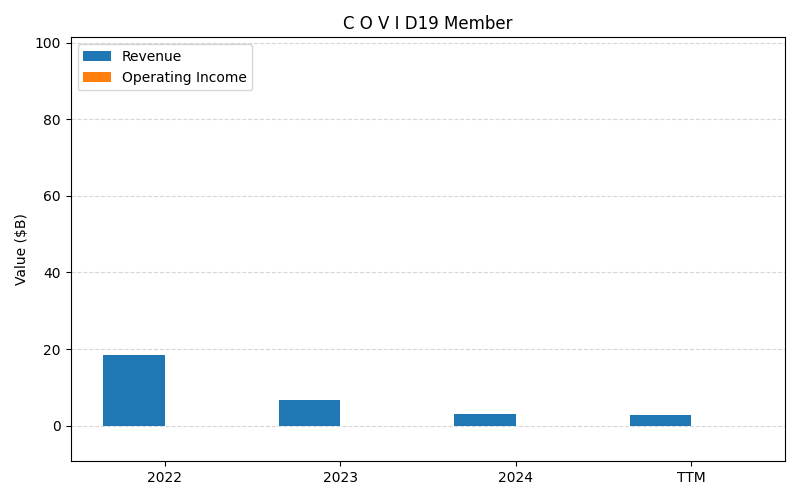 C O V I D19 Member
Revenue
Operating Income
Value ($B)
100
80
60
40
20
0
2022 2023 2024 TTM